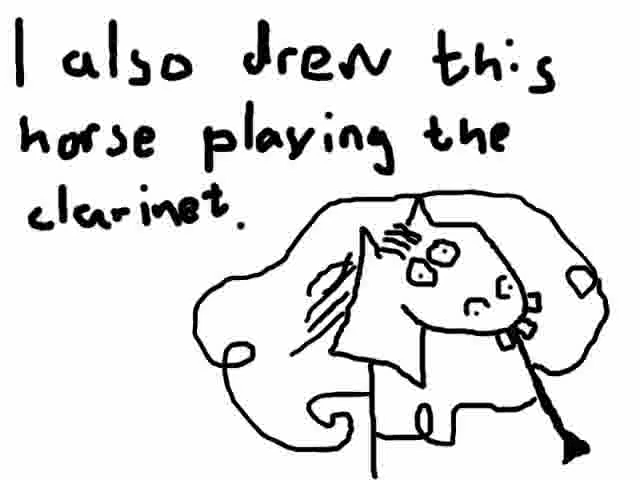 I also drew this
horse playing the
clarinet.